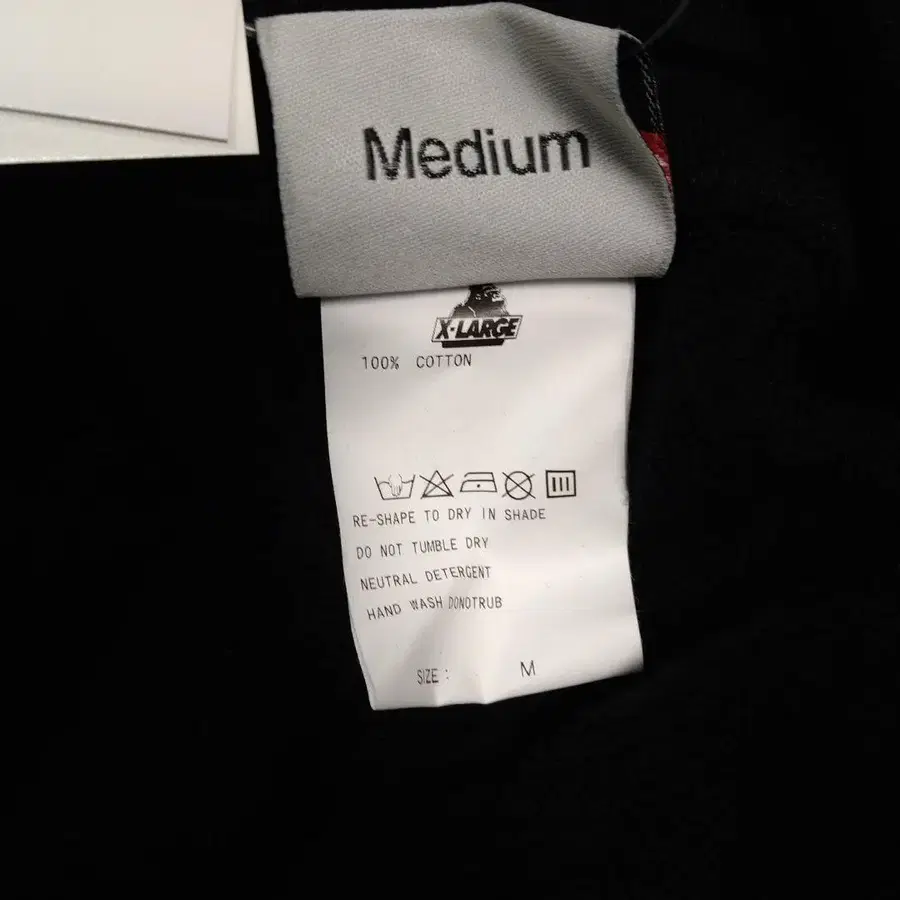 Medium
X-LARGE
100% COTTON
RE-SHAPE TO DRY IN SHADE
DO NOT TUMBLE DRY
NEUTRAL DETERGENT
HAND WASH DONOTRUB
SIZE : M